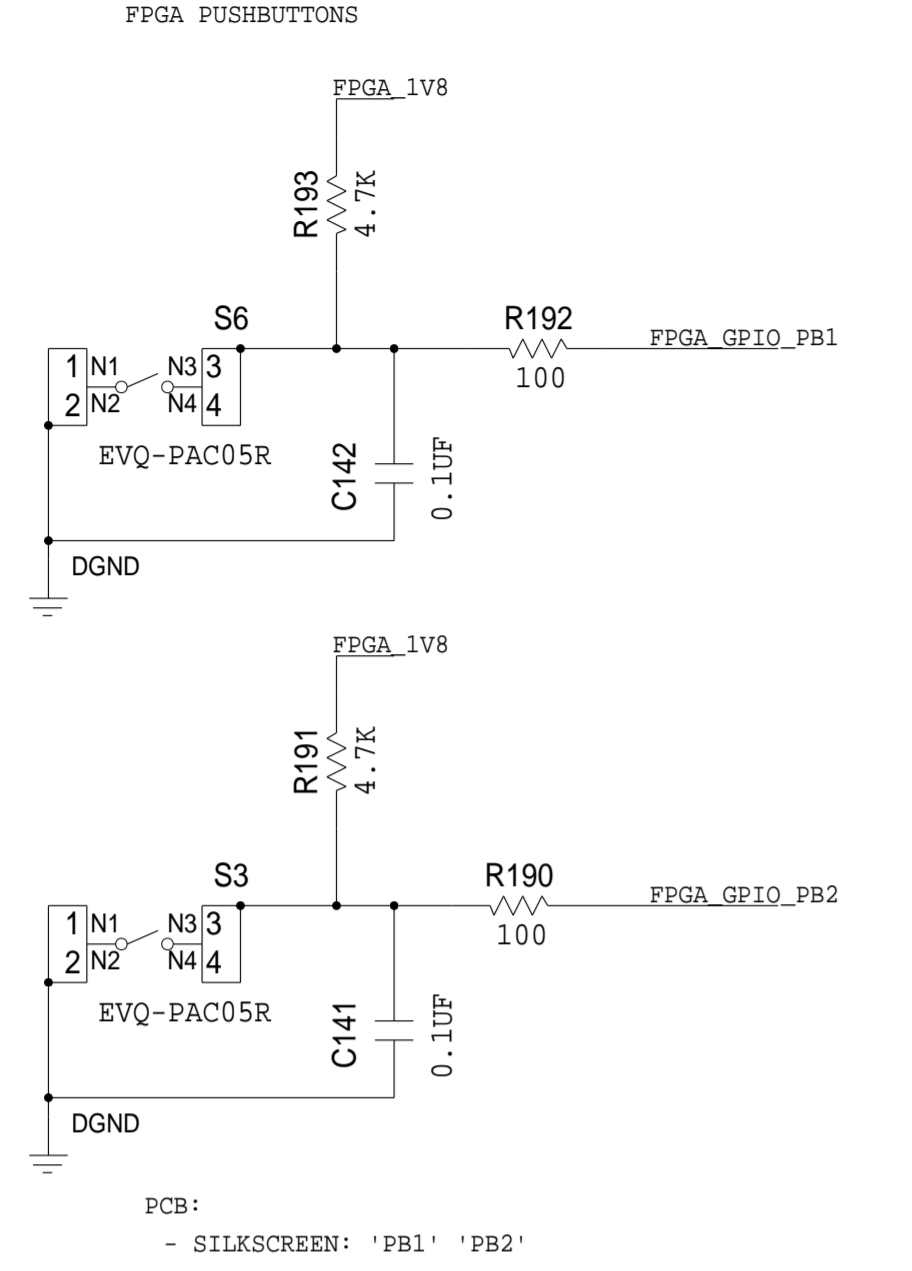 FPGA PUSHBUTTONS
FPGA_1V8
R193
4.7K
S6
R192
FPGA_GPIO_PB1
1 N1 N3 3
2 N2 N4 4
100
EVQ-PAC05R
C142
0.1UF
DGND
FPGA_1V8
R191
4.7K
S3
R190
FPGA_GPIO_PB2
1 N1 N3 3
2 N2 N4 4
100
EVQ-PAC05R
C141
0.1UF
DGND
PCB:
- SILKSCREEN: 'PB1' 'PB2'